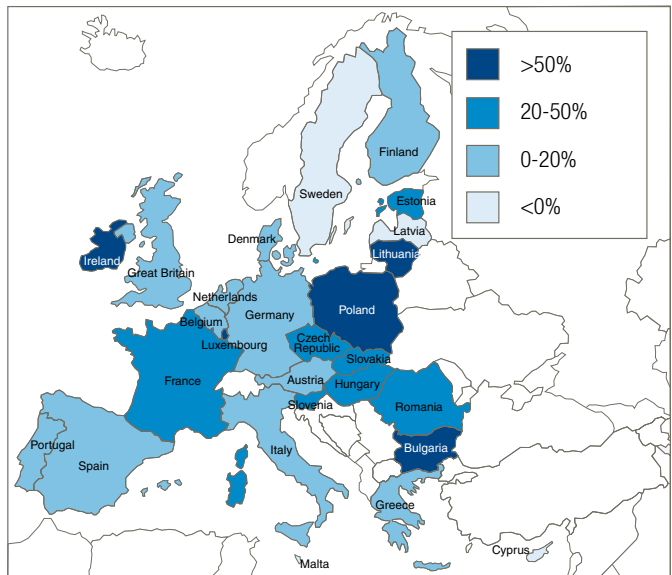 >50%
20-50%
0-20%
<0%
Finland
Sweden
Estonia
Latvia
Lithuania
Denmark
Ireland
Great Britain
Netherlands
Poland
Germany
Belgium
Luxembourg
Czech
Republic
Slovakia
France
Austria
Hungary
Slovenia
Romania
Bulgaria
Portugal
Spain
Italy
Greece
Cyprus
Malta